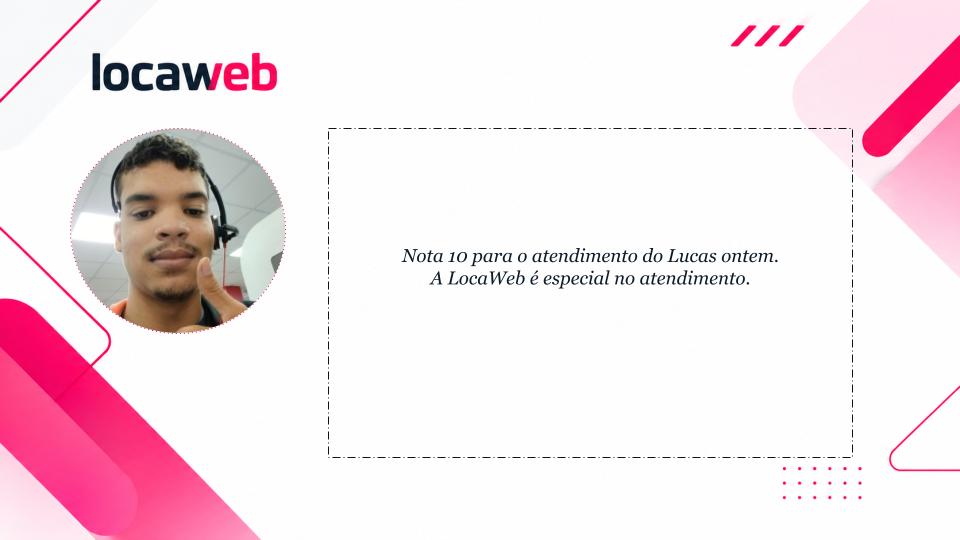 locaweb
Nota 10 para o atendimento do Lucas ontem.
A LocaWeb é especial no atendimento.